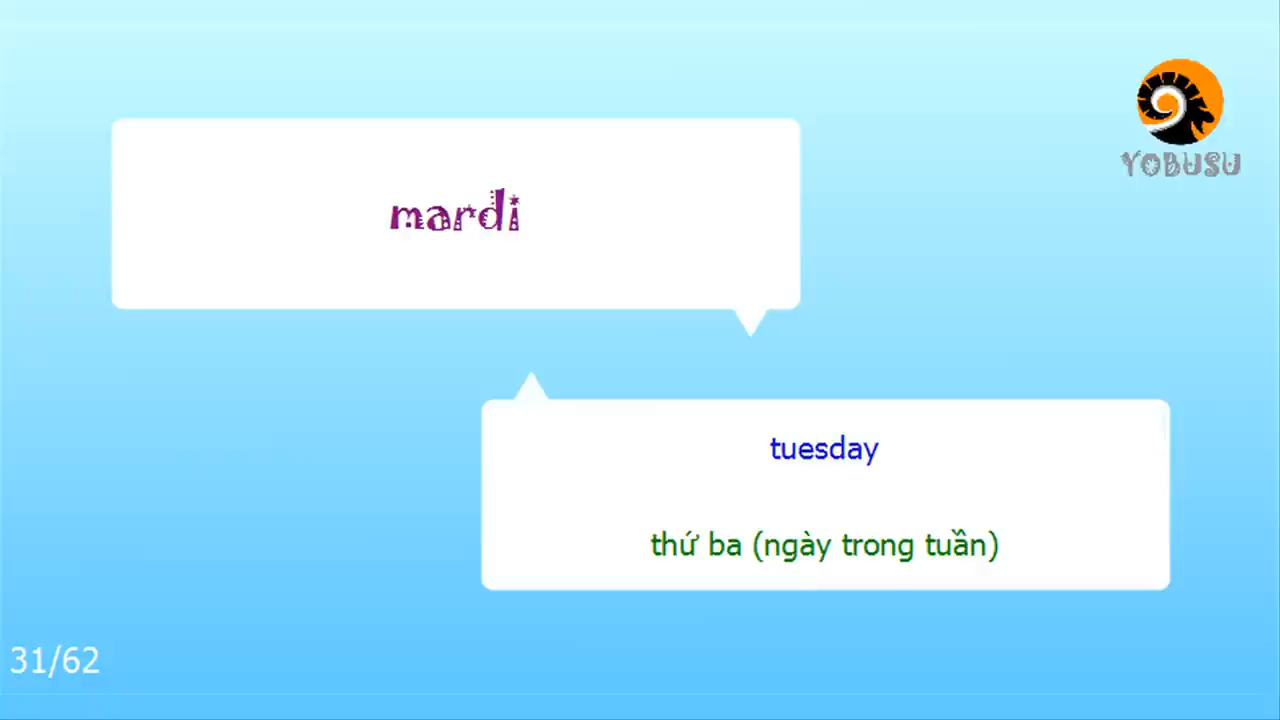 YOBUSU
mardi
tuesday
thứ ba (ngày trong tuần)
31/62